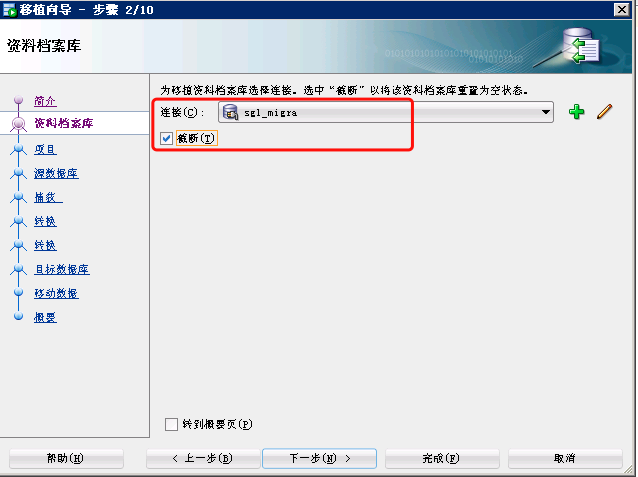 移植向导 - 步骤 2/10
资料档案库
010101010101010101010101
为移植资料档案库选择连接。选中“截断”以将该资料档案库重置为空状态。
连接(C): sgl_migra
截断(T)
简介
资料档案库
项目
源数据库
捕获
转换
转换
目标数据库
移动数据
概要
转到概要页(P)
帮助(H) < 上一步(B) 下一步(N) > 完成(F) 取消